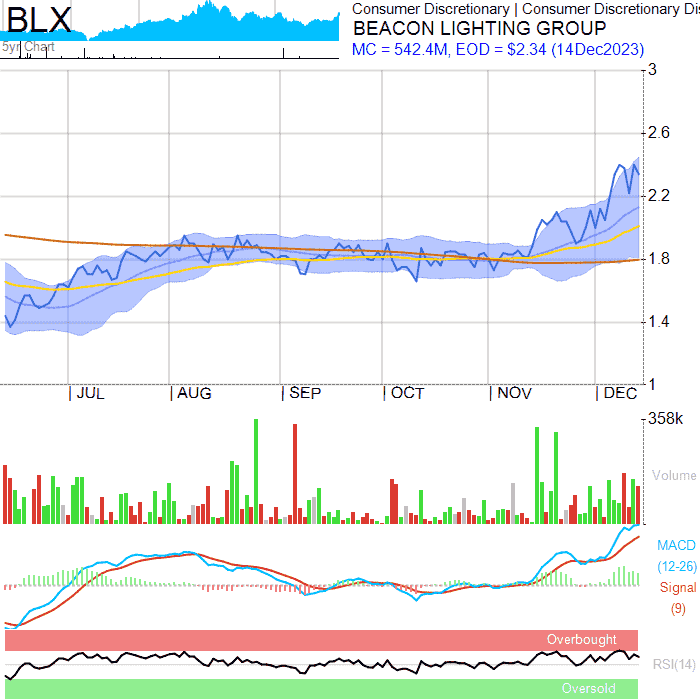 BLX
5yr Chart
Consumer Discretionary | Consumer Discretionary Dis
BEACON LIGHTING GROUP
MC = 542.4M, EOD = $2.34 (14Dec2023)
3
2.6
2.2
1.8
1.4
1
| JUL | AUG | SEP | OCT | NOV | DEC
358k
Volume
MACD
(12-26)
Signal
(9)
Overbought
RSI(14)
Oversold